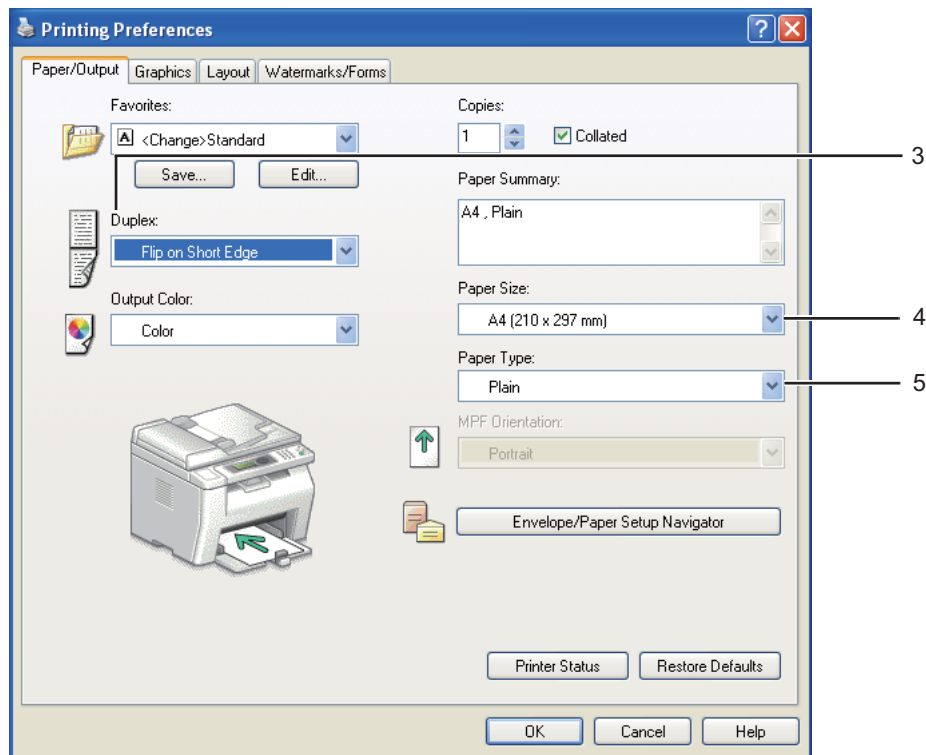 Printing Preferences
Paper/Output Graphics Layout Watermarks/Forms
Favorites:
A <Change>Standard
Save... Edit...
Duplex:
Flip on Short Edge
Output Color:
Color
Copies:
1 Collated
Paper Summary:
A4 , Plain
Paper Size:
A4 (210 x 297 mm)
Paper Type:
Plain
MPF Orientation:
Portrait
Envelope/Paper Setup Navigator
Printer Status Restore Defaults
OK Cancel Help
3
4
5